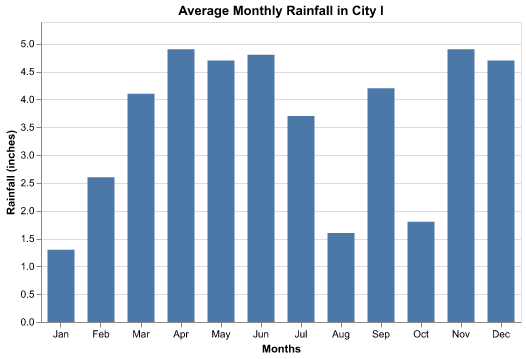 Average Monthly Rainfall in City I
Rainfall (inches)
5.0
4.5
4.0
3.5
3.0
2.5
2.0
1.5
1.0
0.5
0.0
Jan Feb Mar Apr May Jun Jul Aug Sep Oct Nov Dec
Months